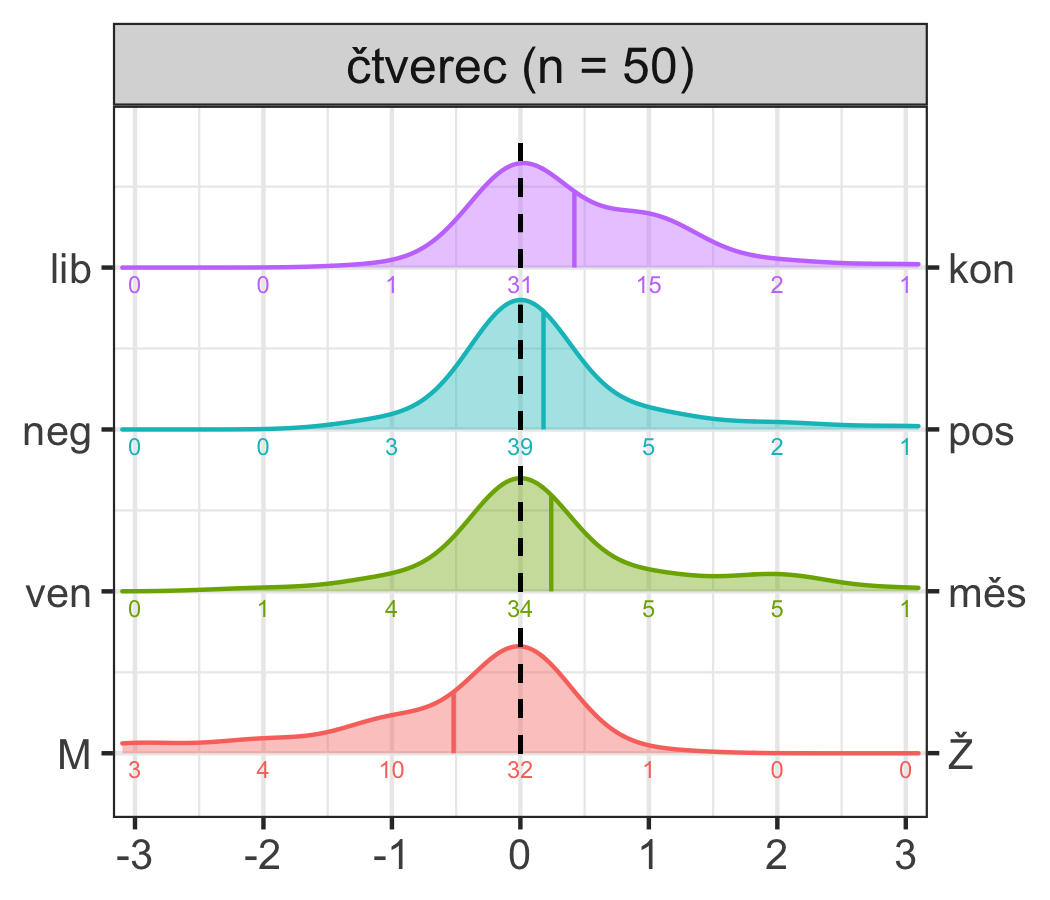 čtverec (n = 50)
lib kon
0 0 1 31 15 2 1
neg pos
0 0 3 39 5 2 1
ven měs
0 1 4 34 5 5 1
M Ž
3 4 10 32 1 0 0
-3 -2 -1 0 1 2 3